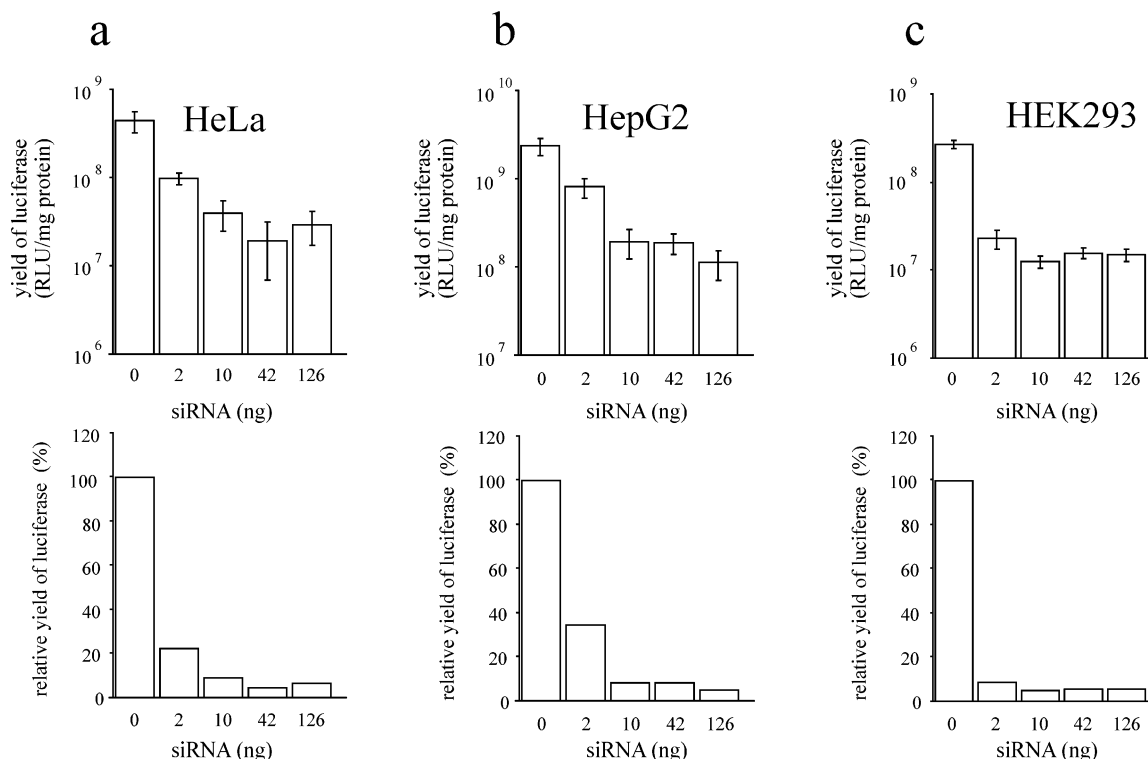 a
yield of luciferase
(RLU/mg protein)
10^9
10^8
10^7
10^6
HeLa
0 2 10 42 126
siRNA (ng)
relative yield of luciferase (%)
120
100
80
60
40
20
0
0 2 10 42 126
siRNA (ng)
b
yield of luciferase
(RLU/mg protein)
10^10
10^9
10^8
10^7
HepG2
0 2 10 42 126
siRNA (ng)
relative yield of luciferase (%)
120
100
80
60
40
20
0
0 2 10 42 126
siRNA (ng)
c
yield of luciferase
(RLU/mg protein)
10^9
10^8
10^7
10^6
HEK293
0 2 10 42 126
siRNA (ng)
relative yield of luciferase (%)
120
100
80
60
40
20
0
0 2 10 42 126
siRNA (ng)